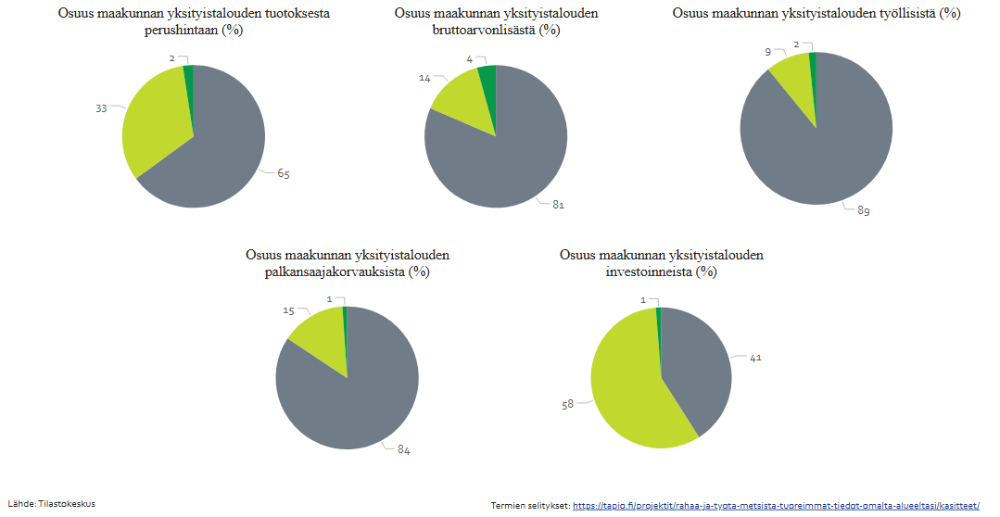 Osuus maakunnan yksityistalouden tuotoksesta
perushintaan (%)
2
33
65
Osuus maakunnan yksityistalouden
bruttoarvonlisästä (%)
4
14
81
Osuus maakunnan yksityistalouden työllisistä (%)
2
9
89
Osuus maakunnan yksityistalouden
palkansaajakorvauksista (%)
1
15
84
Osuus maakunnan yksityistalouden
investoinneista (%)
1
41
58
Lähde: Tilastokeskus
Termien selitykset: https://tapio.fi/projektit/rahaa-ja-tyota-metsista-tuoreimmat-tiedot-omalta-alueeltasi/kasitteet/